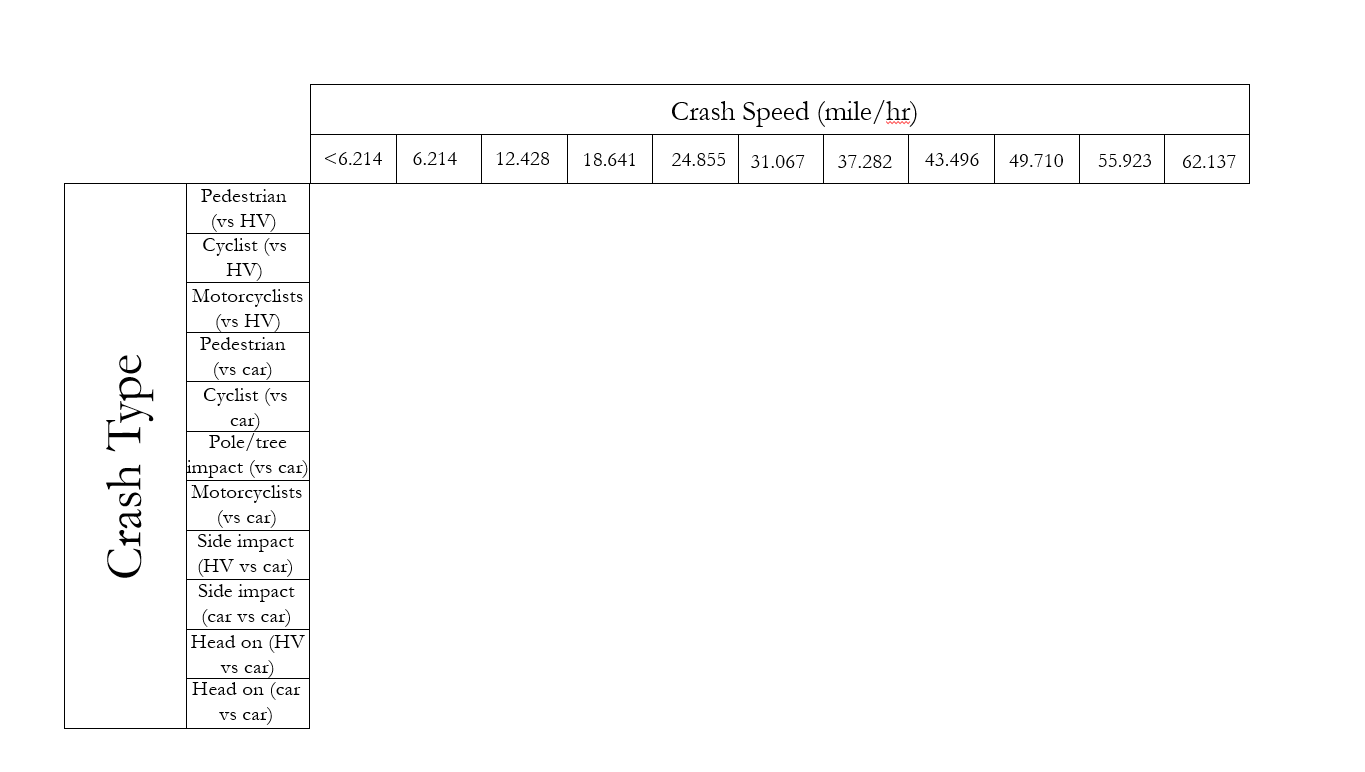 Crash Speed (mile/hr)
<6.214 6.214 12.428 18.641 24.855 31.067 37.282 43.496 49.710 55.923 62.137
Crash Type
Pedestrian
(vs HV)
Cyclist (vs
HV)
Motorcyclists
(vs HV)
Pedestrian
(vs car)
Cyclist (vs
car)
Pole/tree
impact (vs car)
Motorcyclists
(vs car)
Side impact
(HV vs car)
Side impact
(car vs car)
Head on (HV
vs car)
Head on (car
vs car)